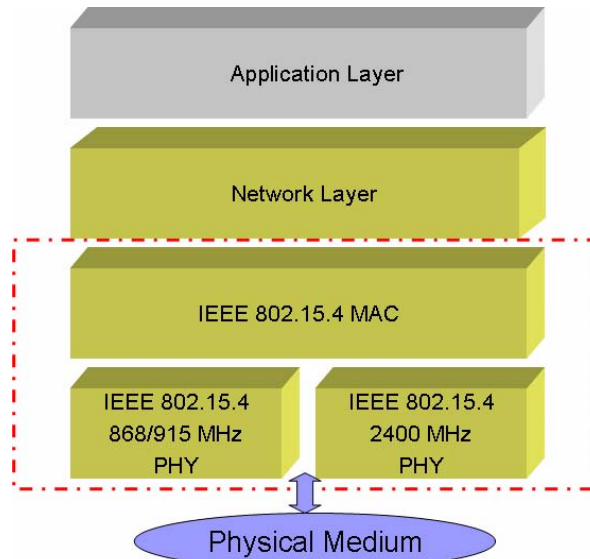 Application Layer
Network Layer
IEEE 802.15.4 MAC
IEEE 802.15.4
868/915 MHz
PHY
IEEE 802.15.4
2400 MHz
PHY
Physical Medium